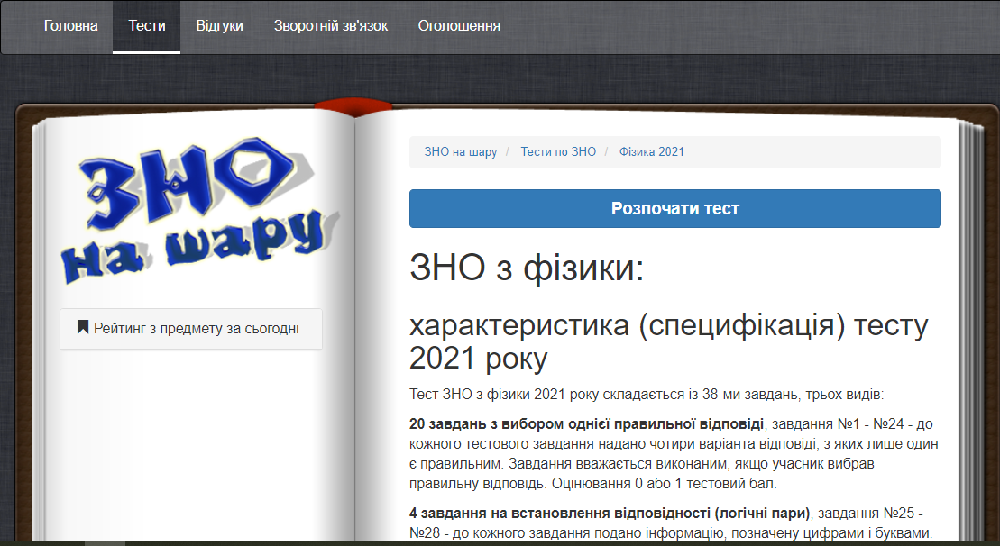 Головна Тести Відгуки Зворотній зв'язок Оголошення
ЗНО
на шару
Рейтинг з предмету за сьогодні
ЗНО на шару / Тести по ЗНО / Фізика 2021
Розпочати тест
ЗНО з фізики:
характеристика (специфікація) тесту
2021 року
Тест ЗНО з фізики 2021 року складається із 38-ми завдань, трьох видів:
20 завдань з вибором однієї правильної відповіді, завдання №1 - №24 - до
кожного тестового завдання надано чотири варіанта відповіді, з яких лише один
є правильним. Завдання вважається виконаним, якщо учасник вибрав
правильну відповідь. Оцінювання 0 або 1 тестовий бал.
4 завдання на встановлення відповідності (логічні пари), завдання №25 -
№28 - до кожного завдання подано інформацію, позначену цифрами і буквами.